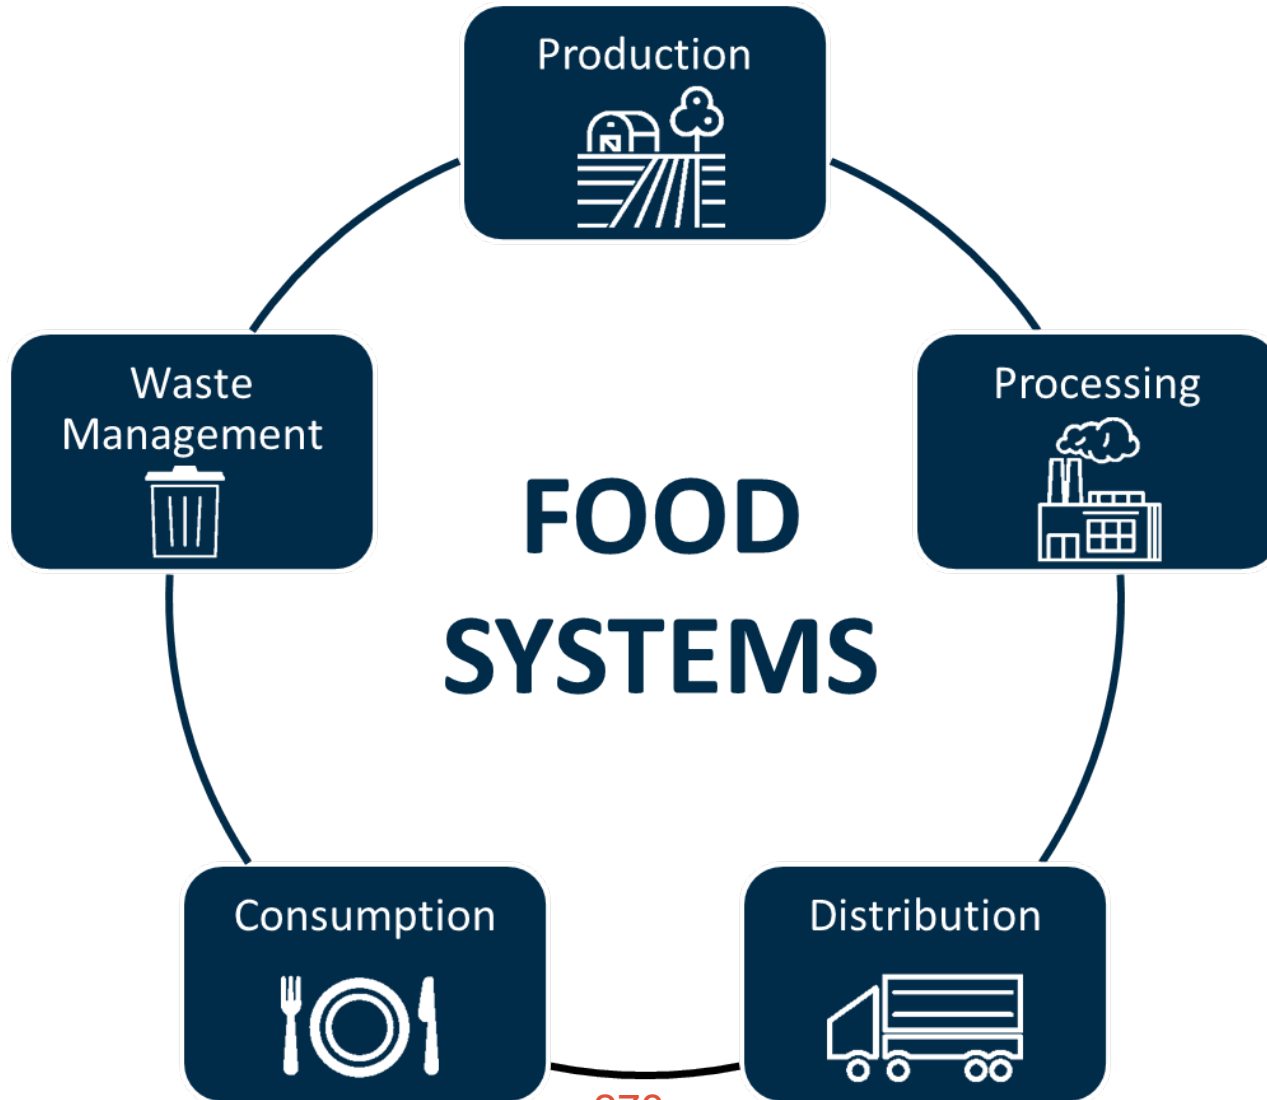 Production
Processing
Distribution
Consumption
Waste
Management
FOOD
SYSTEMS